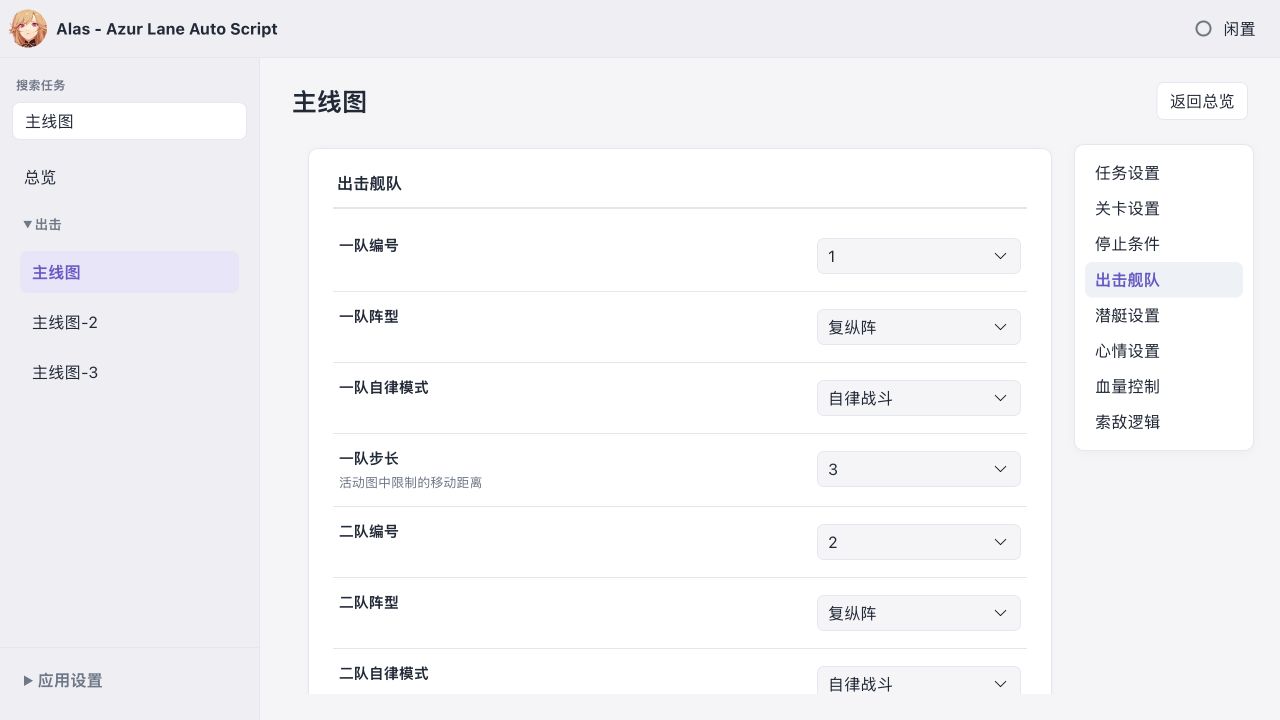 Alas - Azur Lane Auto Script
闲置
搜索任务
主线图
总览
▼出击
主线图
主线图-2
主线图-3
▶应用设置
主线图
返回总览
出击舰队
一队编号
1
一队阵型
复纵阵
一队自律模式
自律战斗
一队步长
3
活动图中限制的移动距离
二队编号
2
二队阵型
复纵阵
二队自律模式
自律战斗
任务设置
关卡设置
停止条件
出击舰队
潜艇设置
心情设置
血量控制
索敌逻辑